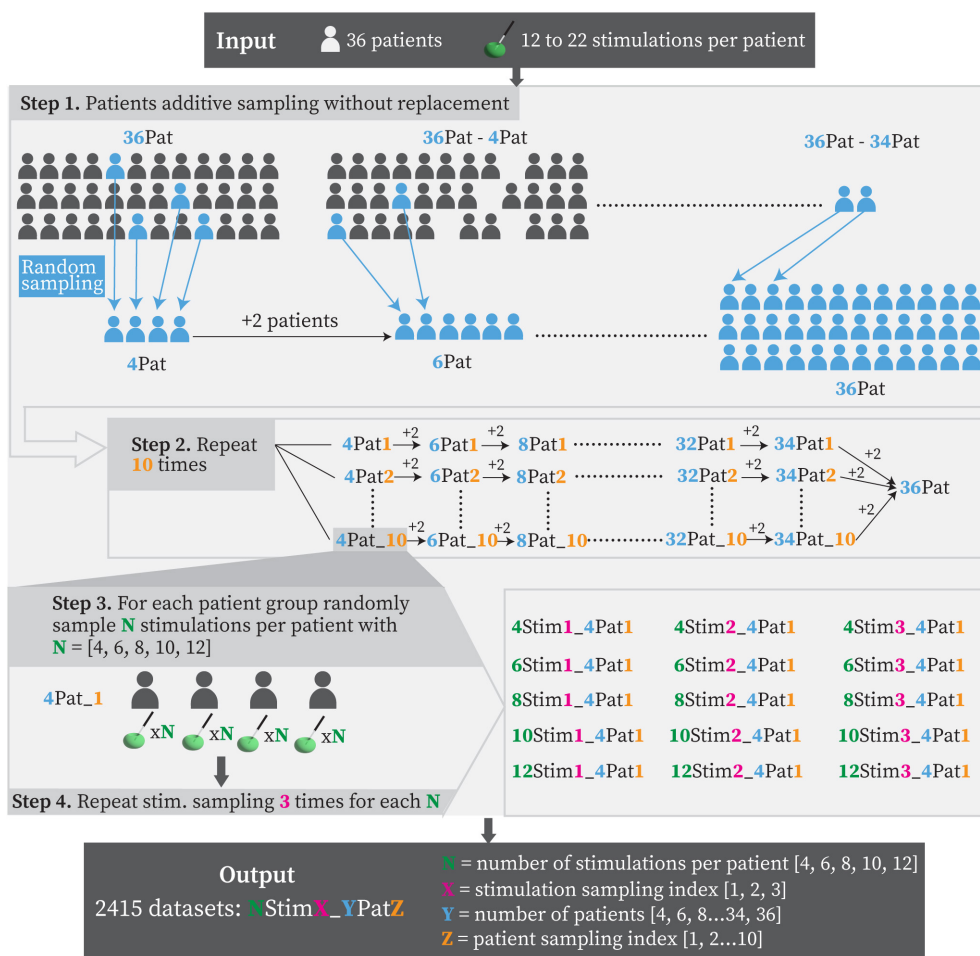 Input 36 patients 12 to 22 stimulations per patient
Step 1. Patients additive sampling without replacement
36Pat
36Pat - 4Pat
36Pat - 34Pat
Random
sampling
4Pat
+2 patients
6Pat
36Pat
Step 2. Repeat
10 times
4Pat1 +2 6Pat1 +2 8Pat1 32Pat1 +2 34Pat1 +2
4Pat2 +2 6Pat2 +2 8Pat2 32Pat2 +2 34Pat2 +2
36Pat
4Pat_10 +2 6Pat_10 +2 8Pat_10 32Pat_10 +2 34Pat_10 +2
Step 3. For each patient group randomly
sample N stimulations per patient with
N = [4, 6, 8, 10, 12]
4Pat_1
xN xN xN xN
Step 4. Repeat stim. sampling 3 times for each N
4Stim1_4Pat1 4Stim2_4Pat1 4Stim3_4Pat1
6Stim1_4Pat1 6Stim2_4Pat1 6Stim3_4Pat1
8Stim1_4Pat1 8Stim2_4Pat1 8Stim3_4Pat1
10Stim1_4Pat1 10Stim2_4Pat1 10Stim3_4Pat1
12Stim1_4Pat1 12Stim2_4Pat1 12Stim3_4Pat1
Output
2415 datasets: NStimX_YPatZ
N = number of stimulations per patient [4, 6, 8, 10, 12]
X = stimulation sampling index [1, 2, 3]
Y = number of patients [4, 6, 8...34, 36]
Z = patient sampling index [1, 2...10]